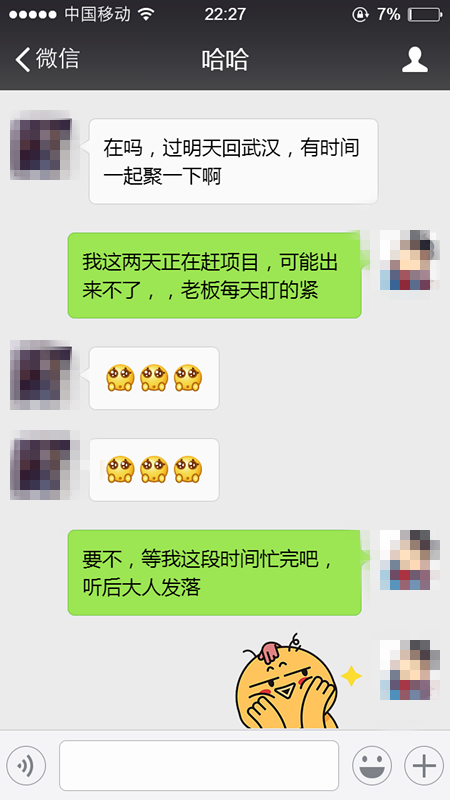 中国移动 22:27 7%
微信 哈哈
在吗，过明天回武汉，有时间
一起聚一下啊
我这两天正在赶项目，可能出
来不了，，老板每天盯的紧
要不，等我这段时间忙完吧，
听后大人发落